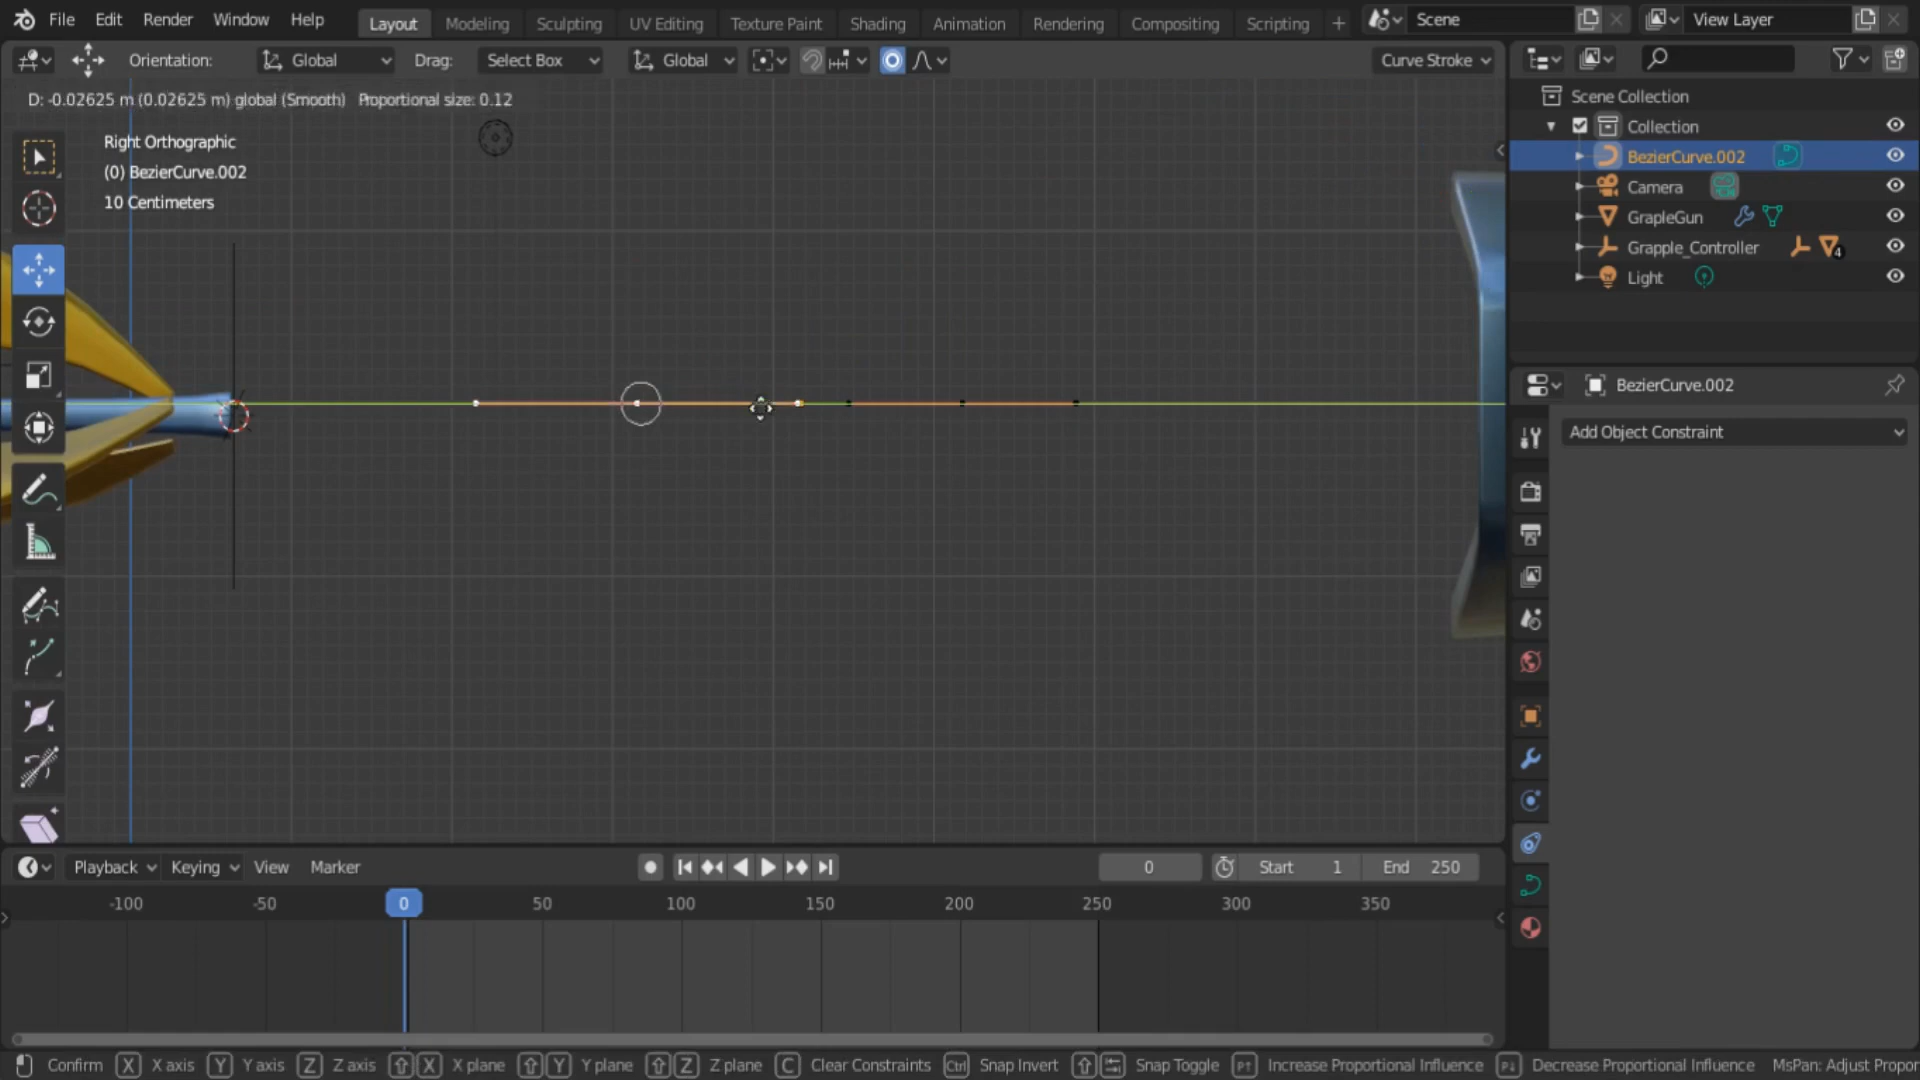 File Edit Render Window Help Layout Modeling Sculpting UV Editing Texture Paint Shading Animation Rendering Compositing Scripting + Scene View Layer
Orientation: Global Drag: Select Box Global Curve Stroke
D: -0.02625 m (0.02625 m) global (Smooth) Proportional size: 0.12
Right Orthographic
(0) BezierCurve.002
10 Centimeters
Scene Collection
Collection
BezierCurve.002
Camera
GrapleGun
Grapple_Controller 4
Light
BezierCurve.002
Add Object Constraint
Playback Keying View Marker 0 Start 1 End 250
-100 -50 0 50 100 150 200 250 300 350
Confirm X X axis Y Y axis Z Z axis X X plane Y Y plane Z Z plane C Clear Constraints Ctrl Snap Invert Snap Toggle Increase Proportional Influence Decrease Proportional Influence MsPan: Adjust Propor